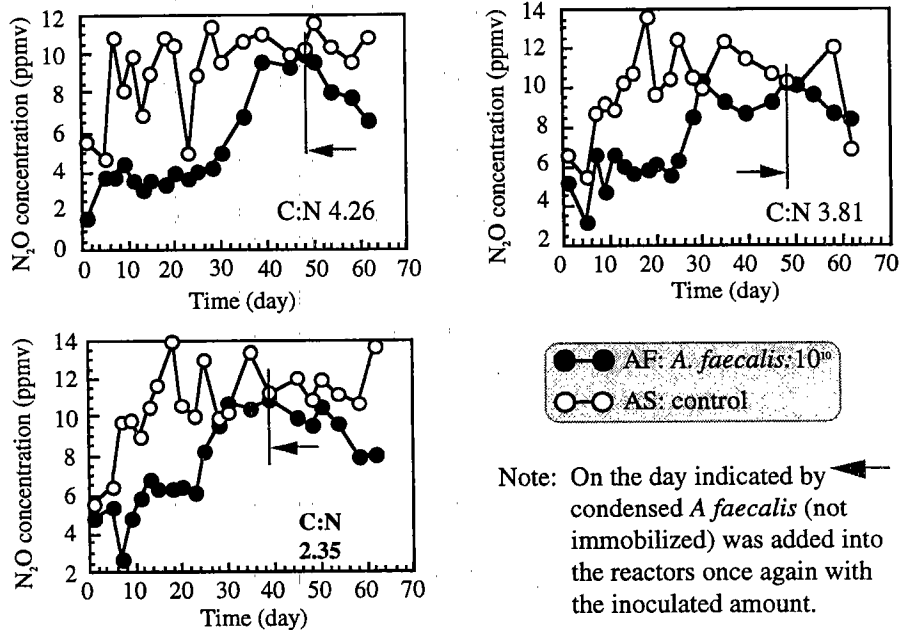 N₂O concentration (ppmv)
12
10
8
6
4
2
0
C:N 4.26
0 10 20 30 40 50 60 70
Time (day)
N₂O concentration (ppmv)
14
12
10
8
6
4
2
C:N 3.81
0 10 20 30 40 50 60 70
Time (day)
N₂O concentration (ppmv)
14
12
10
8
6
4
2
C:N
2.35
0 10 20 30 40 50 60 70
Time (day)
AF: A. faecalis:10¹⁰
AS: control
Note: On the day indicated by
condensed A faecalis (not
immobilized) was added into
the reactors once again with
the inoculated amount.